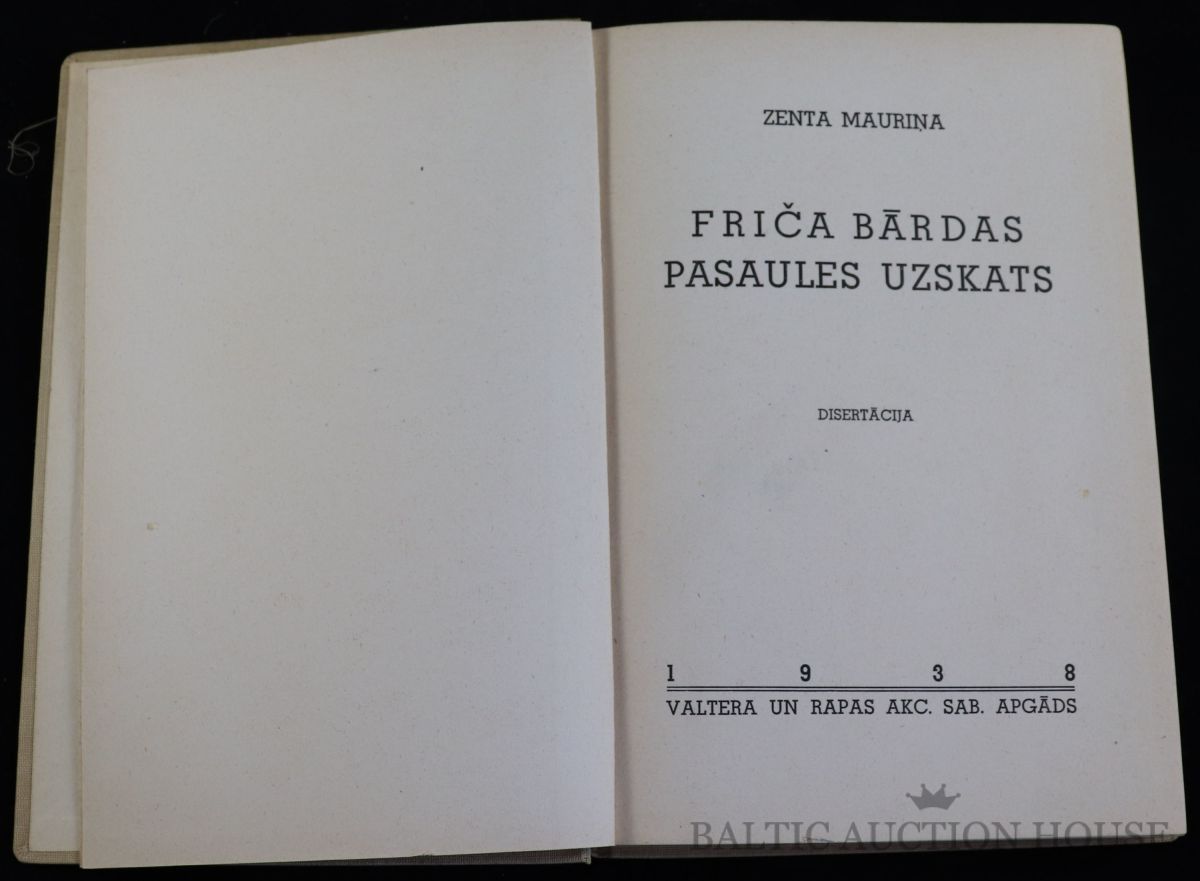 ZENTA MAURIŅA
FRIČA BĀRDAS
PASAULES UZSKATS
DISERTĀCIJA
1 9 3 8
VALTERA UN RAPAS AKC. SAB. APGĀDS
BALTIC AUCTION HOUSE